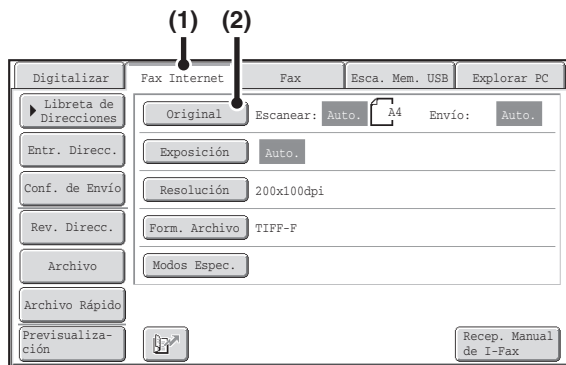 (1) (2)
Digitalizar Fax Internet Fax Esca. Mem. USB Explorar PC
Libreta de
Direcciones
Original Escanear: Auto. A4 Envío: Auto.
Entr. Direcc.
Exposición Auto.
Conf. de Envío
Resolución 200x100dpi
Rev. Direcc.
Form. Archivo TIFF-F
Archivo
Modos Espec.
Archivo Rápido
Previsualiza-
ción
Recep. Manual
de I-Fax